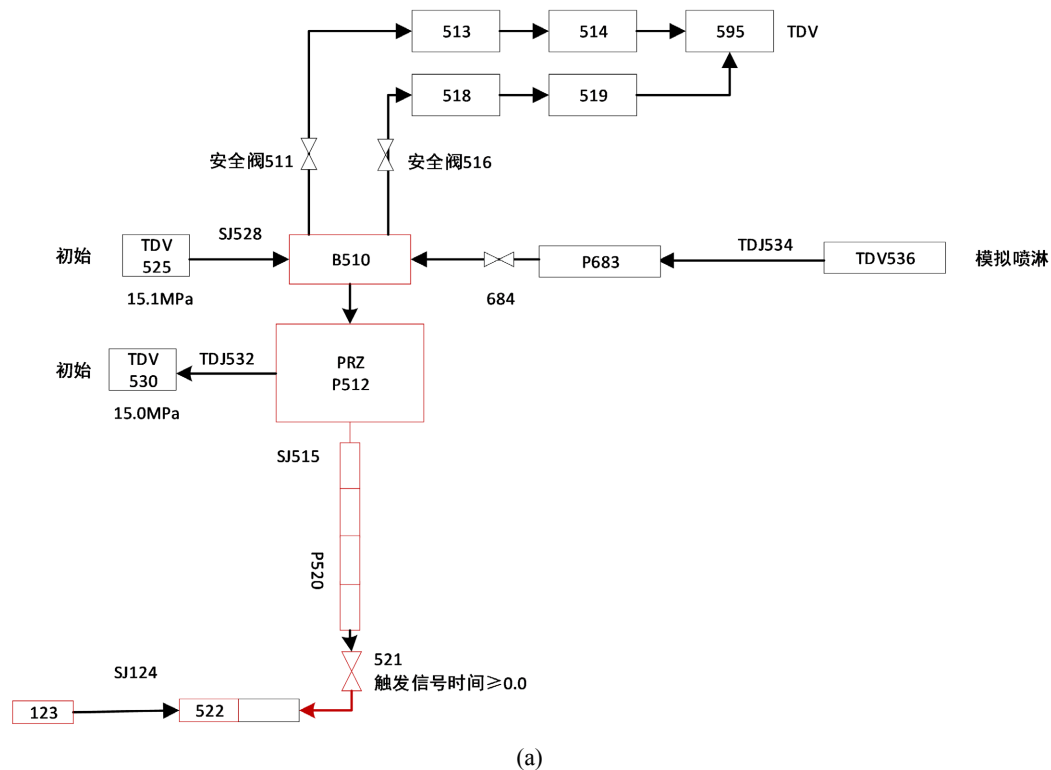 513
514
595
TDV
518
519
安全阀511
安全阀516
初始
TDV
525
SJ528
15.1MPa
B510
684
P683
TDJ534
TDV536
模拟喷淋
初始
TDV
530
TDJ532
15.0MPa
PRZ
P512
SJ515
P520
521
触发信号时间≥0.0
SJ124
123
522
(a)